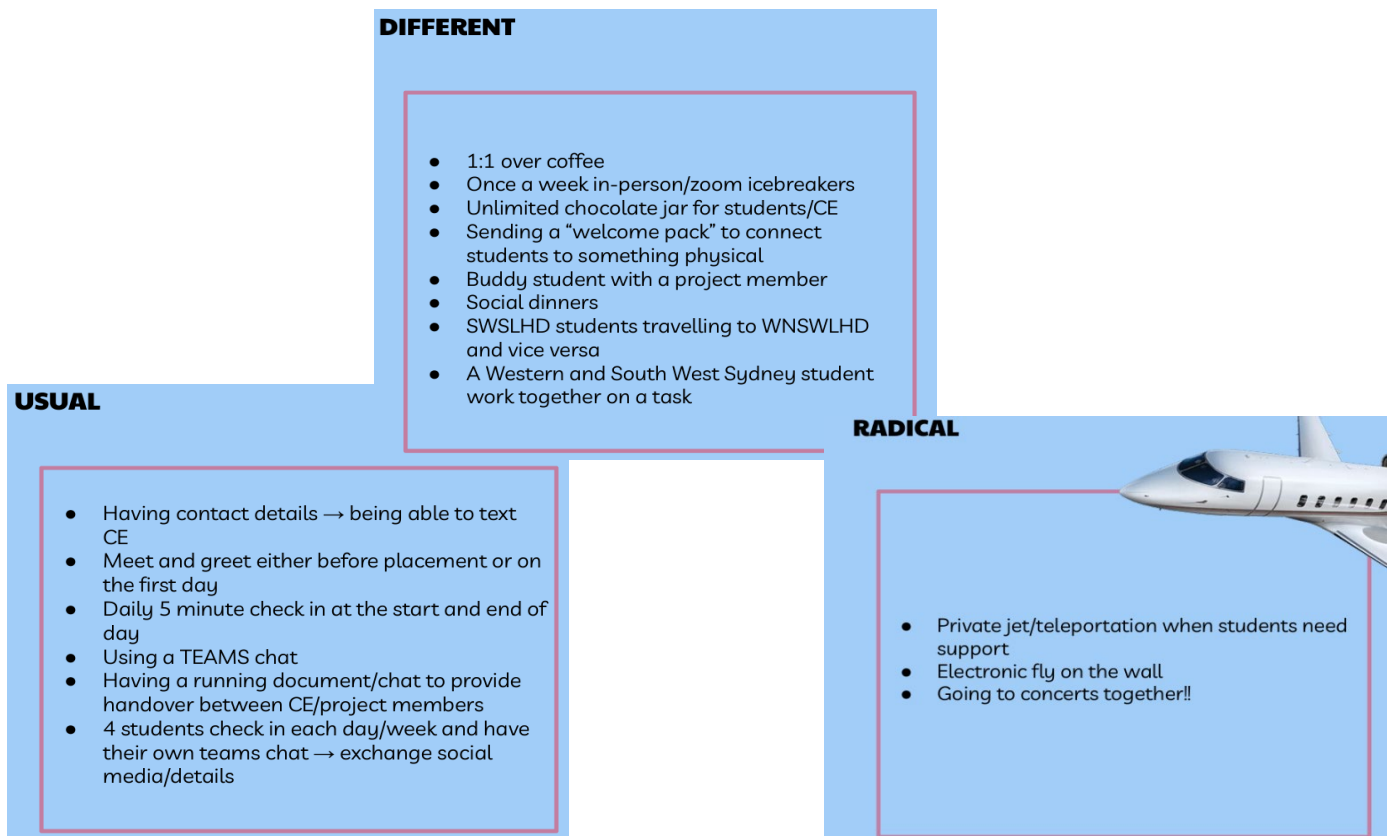 DIFFERENT
● 1:1 over coffee
● Once a week in-person/zoom icebreakers
● Unlimited chocolate jar for students/CE
● Sending a “welcome pack” to connect
students to something physical
● Buddy student with a project member
● Social dinners
● SWSLHD students travelling to WNSWLHD
and vice versa
● A Western and South West Sydney student
work together on a task
USUAL
● Having contact details → being able to text
CE
● Meet and greet either before placement or on
the first day
● Daily 5 minute check in at the start and end of
day
● Using a TEAMS chat
● Having a running document/chat to provide
handover between CE/project members
● 4 students check in each day/week and have
their own teams chat → exchange social
media/details
RADICAL
● Private jet/teleportation when students need
support
● Electronic fly on the wall
● Going to concerts together!!